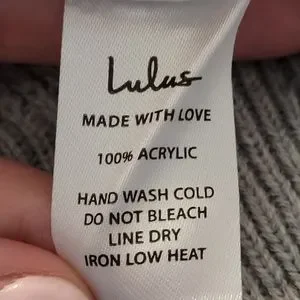 Lulus
MADE WITH LOVE
100% ACRYLIC
HAND WASH COLD
DO NOT BLEACH
LINE DRY
IRON LOW HEAT